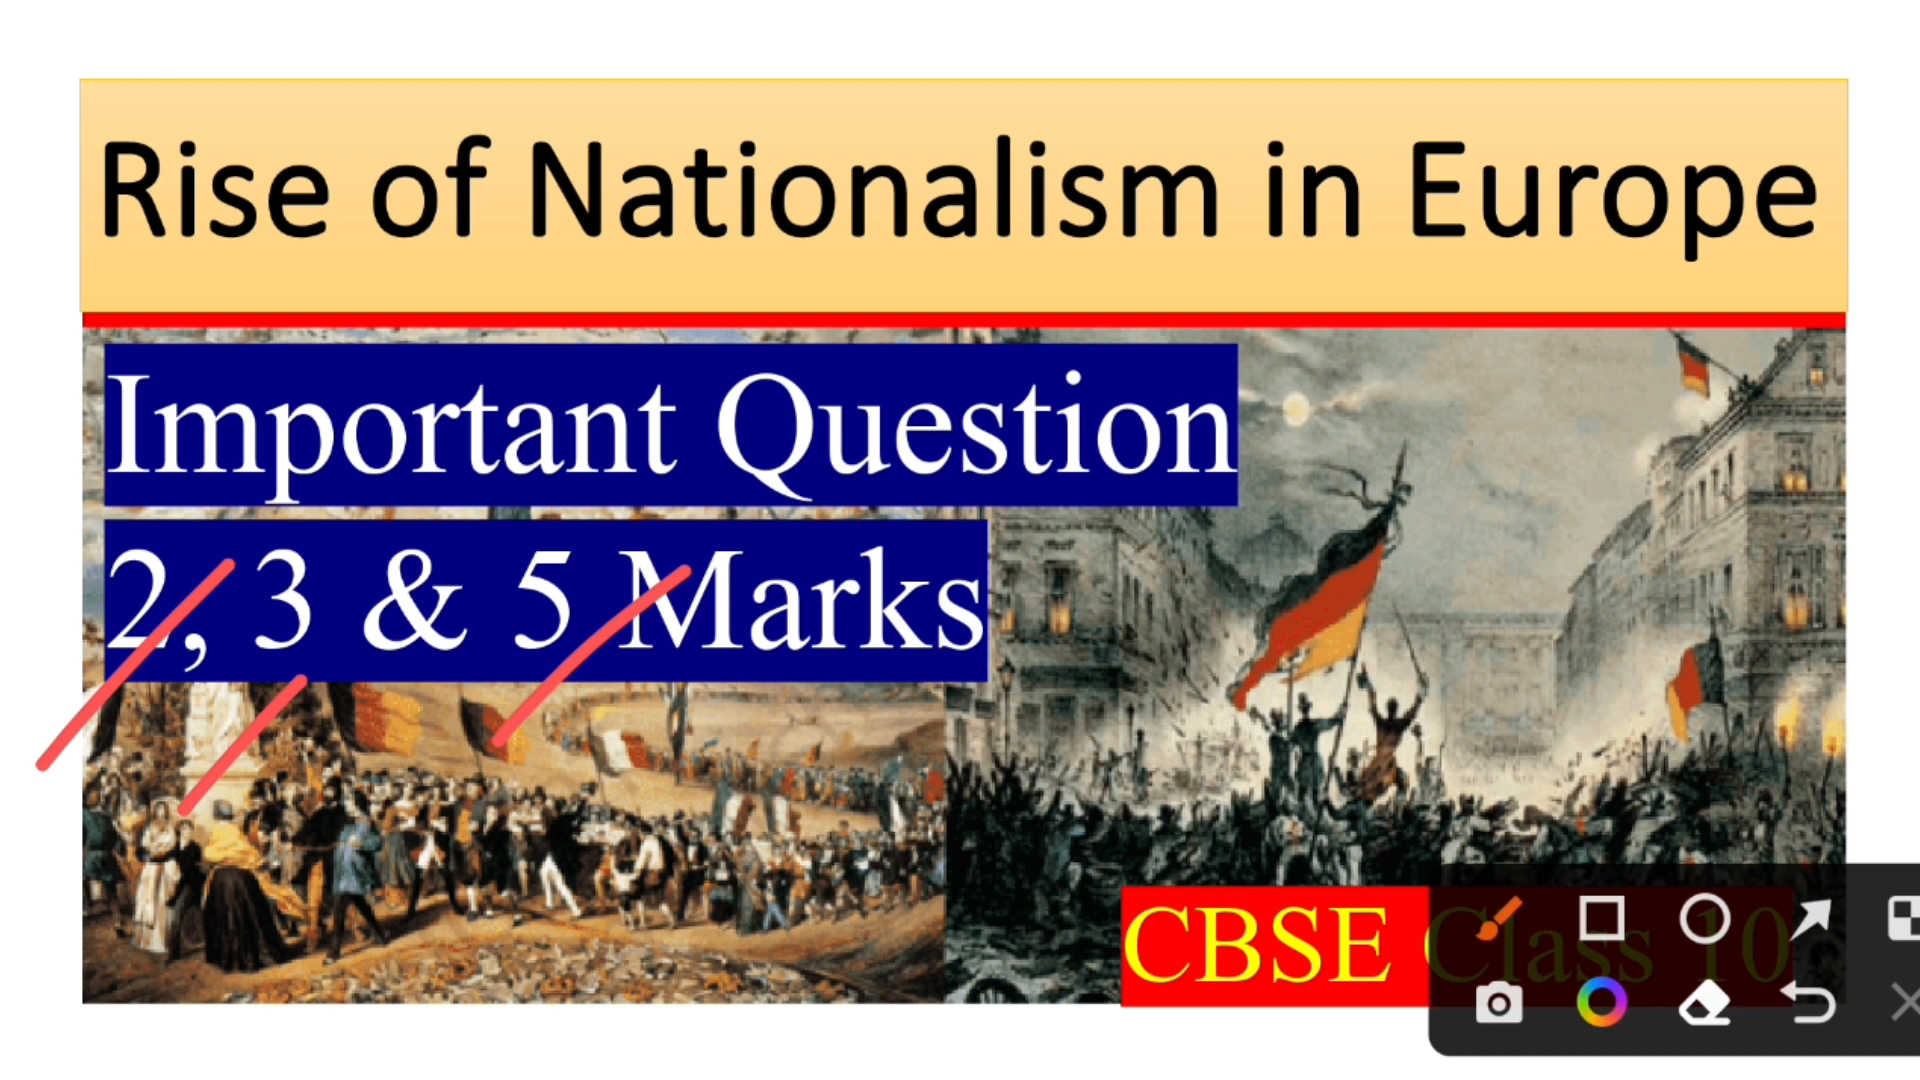 Rise of Nationalism in Europe
Important Question
2, 3 & 5 Marks
CBSE Class 10